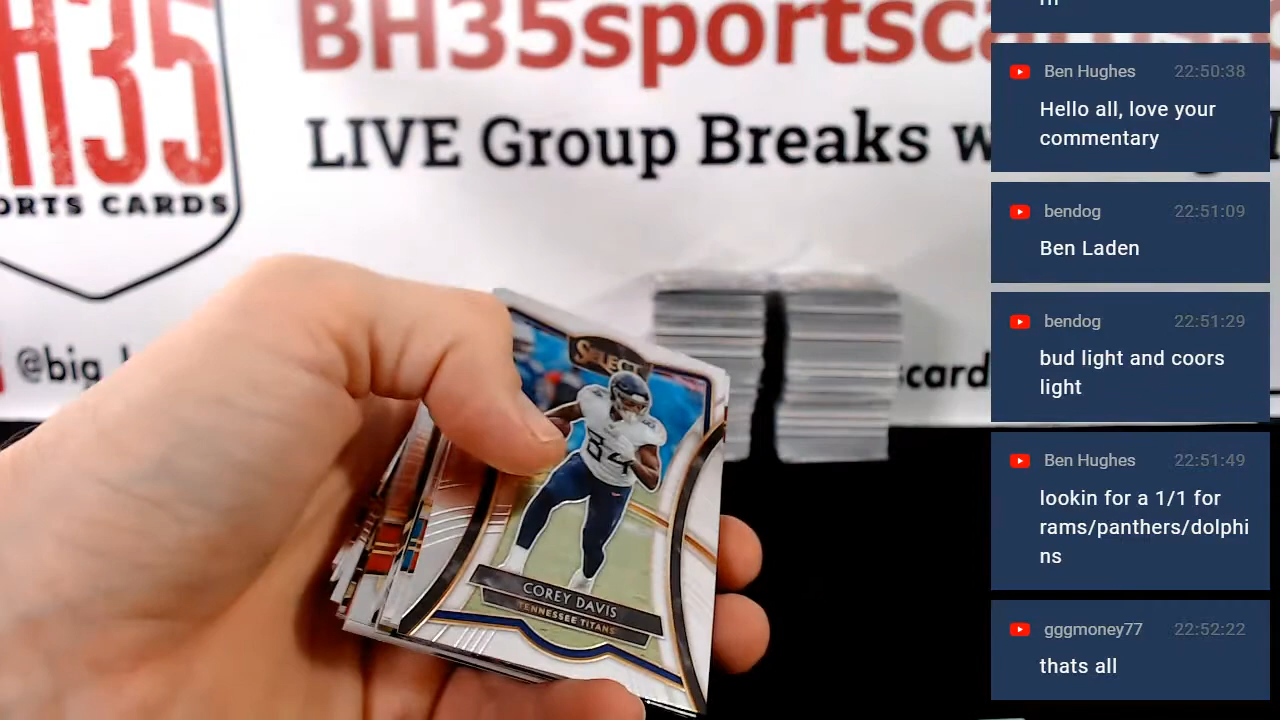 BH35sportsc
H35
LIVE Group Breaks w
ORTS CARDS
@big
scard
SELECT
84
COREY DAVIS
TENNESSEE TITANS
Ben Hughes 22:50:38
Hello all, love your
commentary
bendog 22:51:09
Ben Laden
bendog 22:51:29
bud light and coors
light
Ben Hughes 22:51:49
lookin for a 1/1 for
rams/panthers/dolphi
ns
gggmoney77 22:52:22
thats all